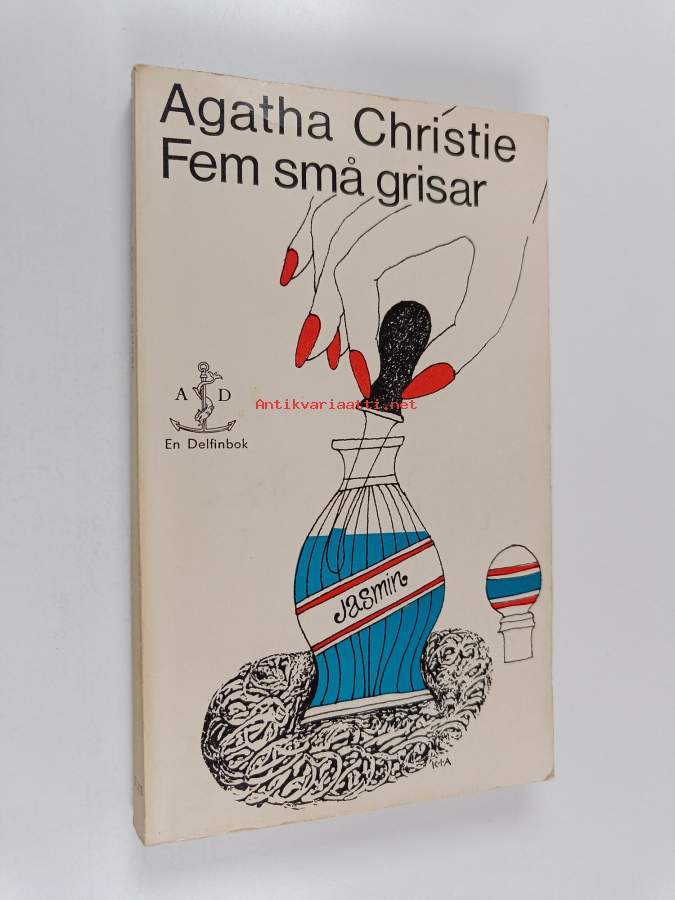 Agatha Christie
Fem små grisar
A D
En Delfinbok
Antikvariaatti.net
Jasmin
K·I·A